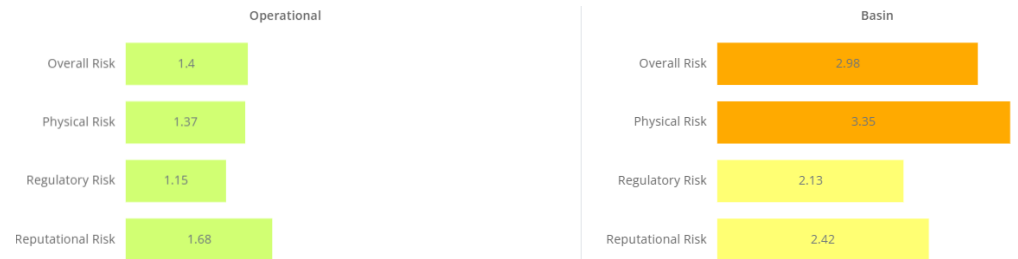 Operational
Overall Risk 1.4
Physical Risk 1.37
Regulatory Risk 1.15
Reputational Risk 1.68
Basin
Overall Risk 2.98
Physical Risk 3.35
Regulatory Risk 2.13
Reputational Risk 2.42